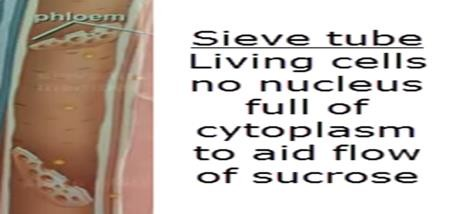 phloem
Sieve tube
Living cells
no nucleus
full of
cytoplasm
to aid flow
of sucrose